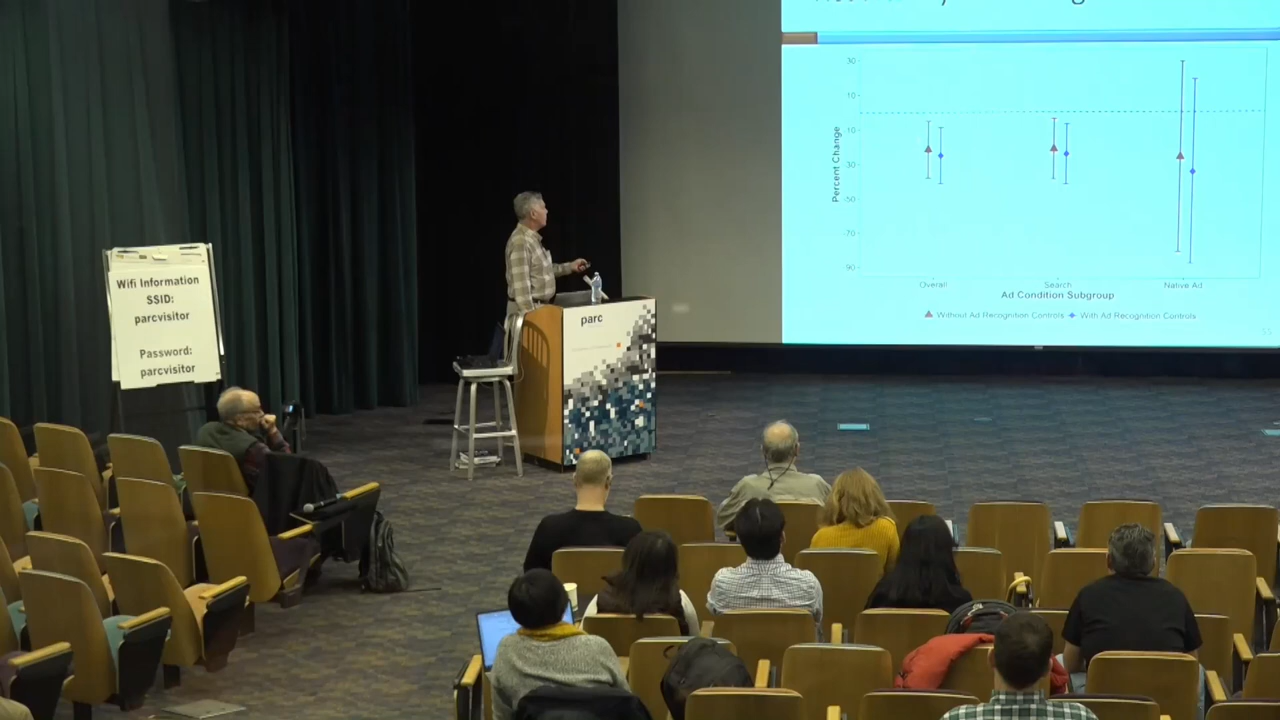 Wifi Information
SSID:
parcvisitor
Password:
parcvisitor
parc
Percent Change
30
10
-10
-30
-50
-70
-90
Overall
Search
Native Ad
Ad Condition Subgroup
Without Ad Recognition Controls
With Ad Recognition Controls